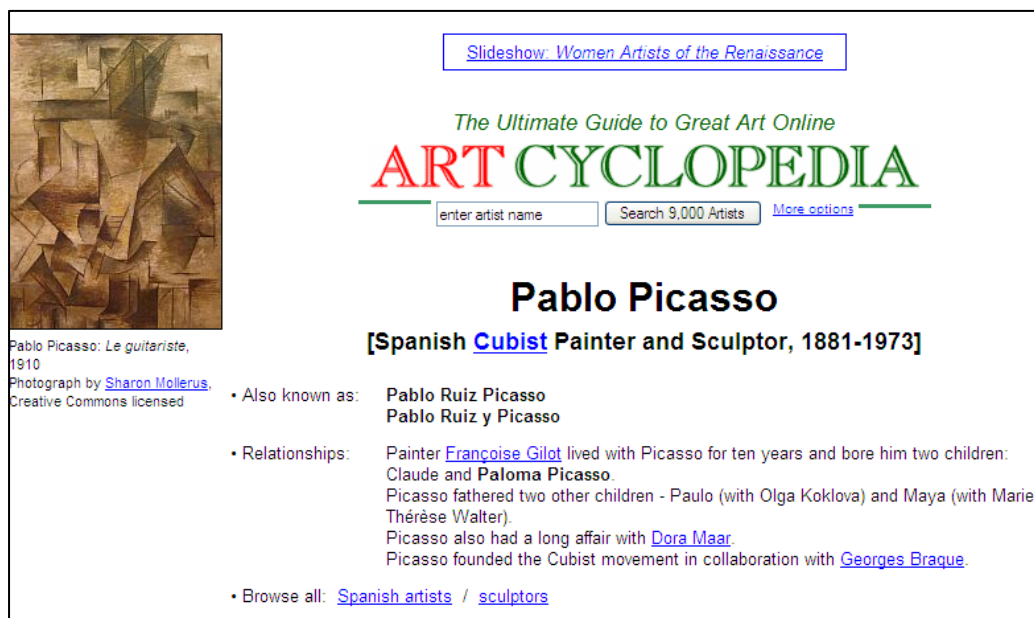 Slideshow: Women Artists of the Renaissance
The Ultimate Guide to Great Art Online
ART CYCLOPEDIA
enter artist name Search 9,000 Artists More options
Pablo Picasso
[Spanish Cubist Painter and Sculptor, 1881-1973]
Pablo Picasso: Le guitariste,
1910
Photograph by Sharon Mollerus,
Creative Commons licensed
• Also known as: Pablo Ruiz Picasso
Pablo Ruiz y Picasso
• Relationships: Painter Françoise Gilot lived with Picasso for ten years and bore him two children:
Claude and Paloma Picasso.
Picasso fathered two other children - Paulo (with Olga Koklova) and Maya (with Marie
Thérèse Walter).
Picasso also had a long affair with Dora Maar.
Picasso founded the Cubist movement in collaboration with Georges Braque.
• Browse all: Spanish artists / sculptors